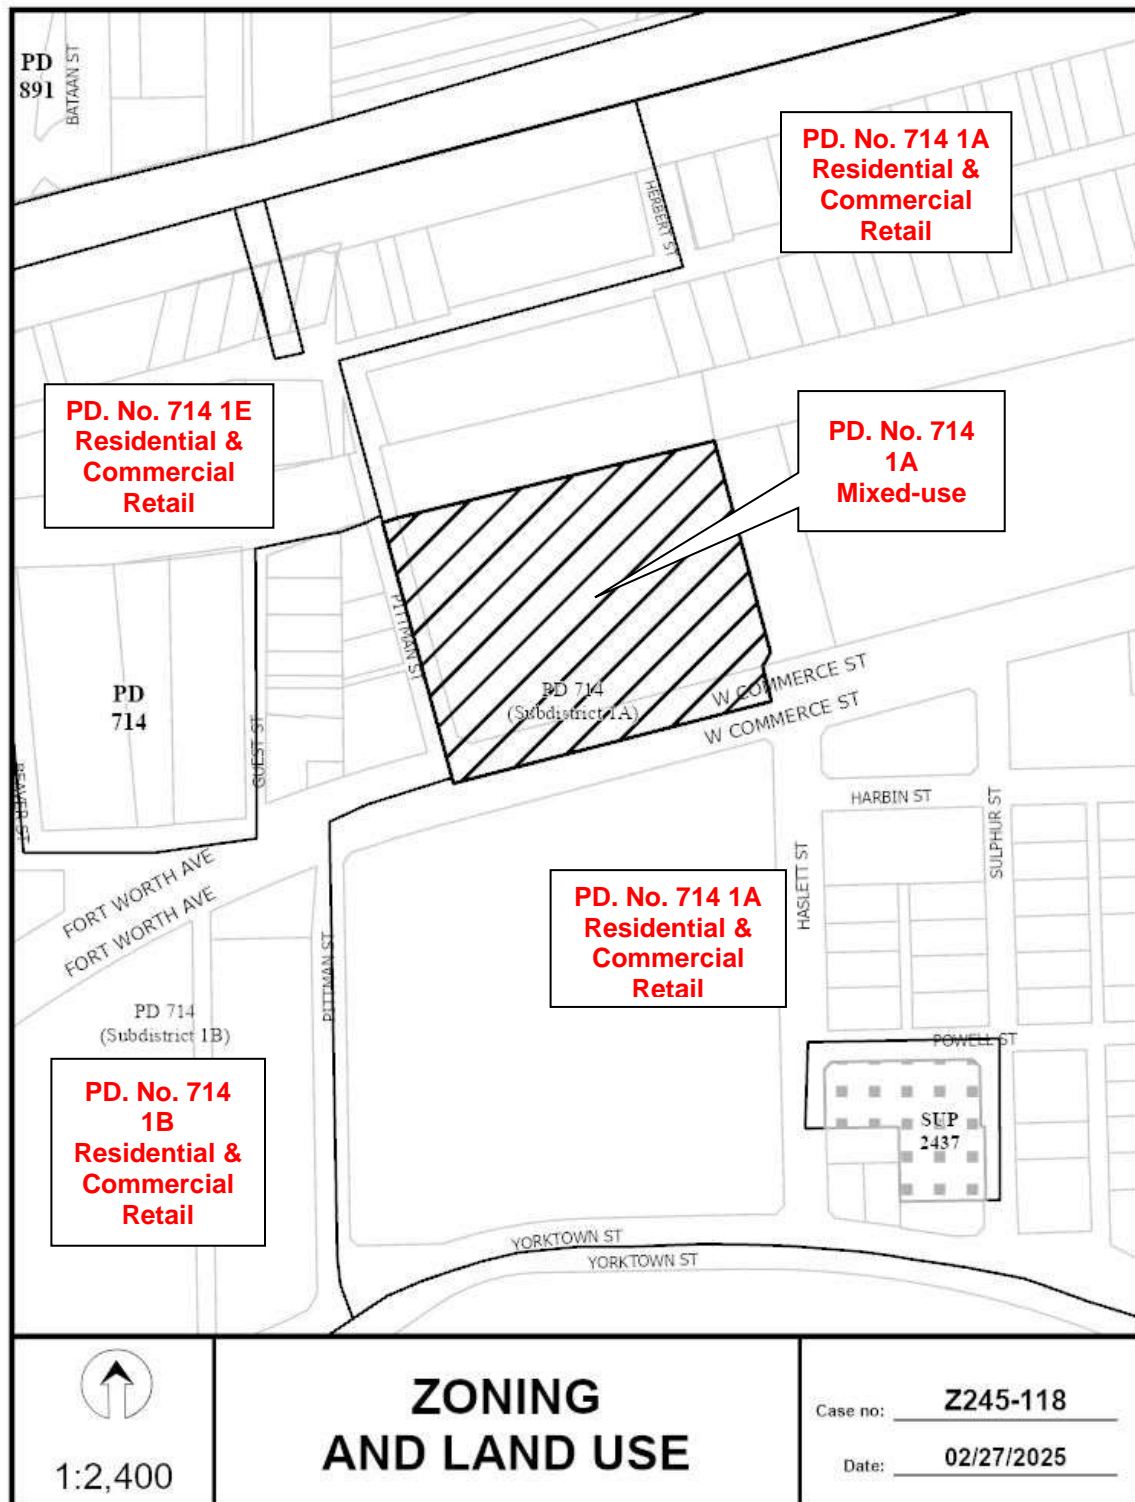 PD
891
BATAAN ST
PD. No. 714 1A
Residential &
Commercial
Retail
HERBERT ST
PD. No. 714 1E
Residential &
Commercial
Retail
PD. No. 714
1A
Mixed-use
PITTMAN ST
PD
714
GUEST ST
BEAVER ST
PD 714
(Subdistrict 1A)
W COMMERCE ST
W COMMERCE ST
HARBIN ST
SULPHUR ST
HASLETT ST
FORT WORTH AVE
FORT WORTH AVE
PD. No. 714 1A
Residential &
Commercial
Retail
PITTMAN ST
PD 714
(Subdistrict 1B)
PD. No. 714
1B
Residential &
Commercial
Retail
POWELL ST
SUP
2437
YORKTOWN ST
YORKTOWN ST
1:2,400
ZONING
AND LAND USE
Case no: Z245-118
Date: 02/27/2025